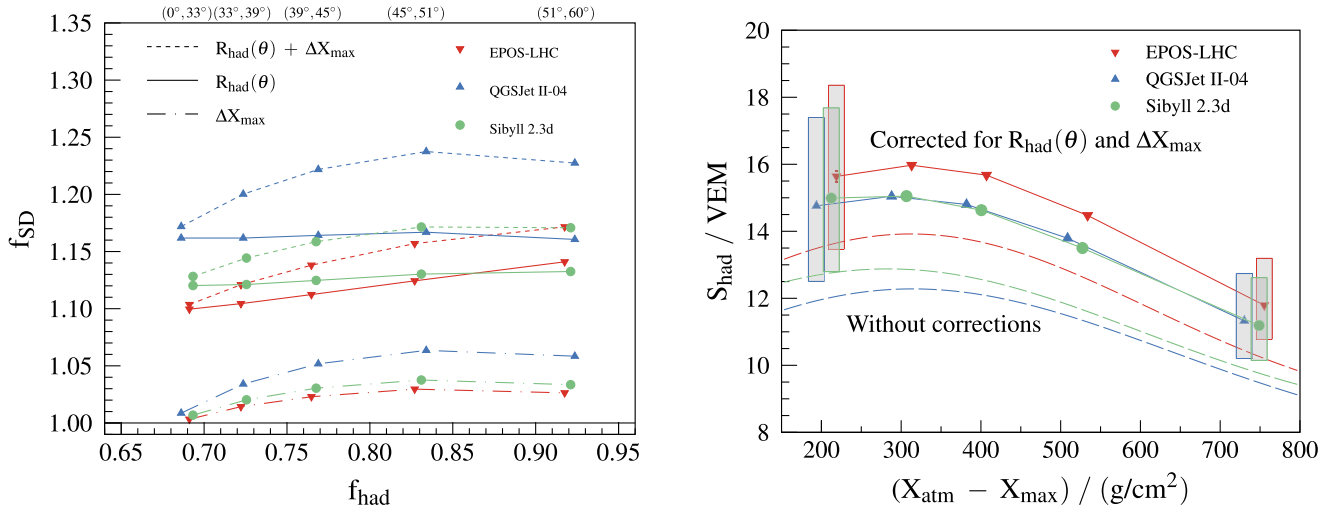 (0°,33°) (33°,39°) (39°,45°) (45°,51°) (51°,60°)
1.35
1.30
1.25
1.20
1.15
1.10
1.05
1.00
f_SD
R_had(θ) + ΔX_max
R_had(θ)
ΔX_max
EPOS-LHC
QGSJet II-04
Sibyll 2.3d
0.65 0.70 0.75 0.80 0.85 0.90 0.95
f_had
20
18
16
14
12
10
8
S_had / VEM
EPOS-LHC
QGSJet II-04
Sibyll 2.3d
Corrected for R_had(θ) and ΔX_max
Without corrections
200 300 400 500 600 700 800
(X_atm − X_max) / (g/cm²)